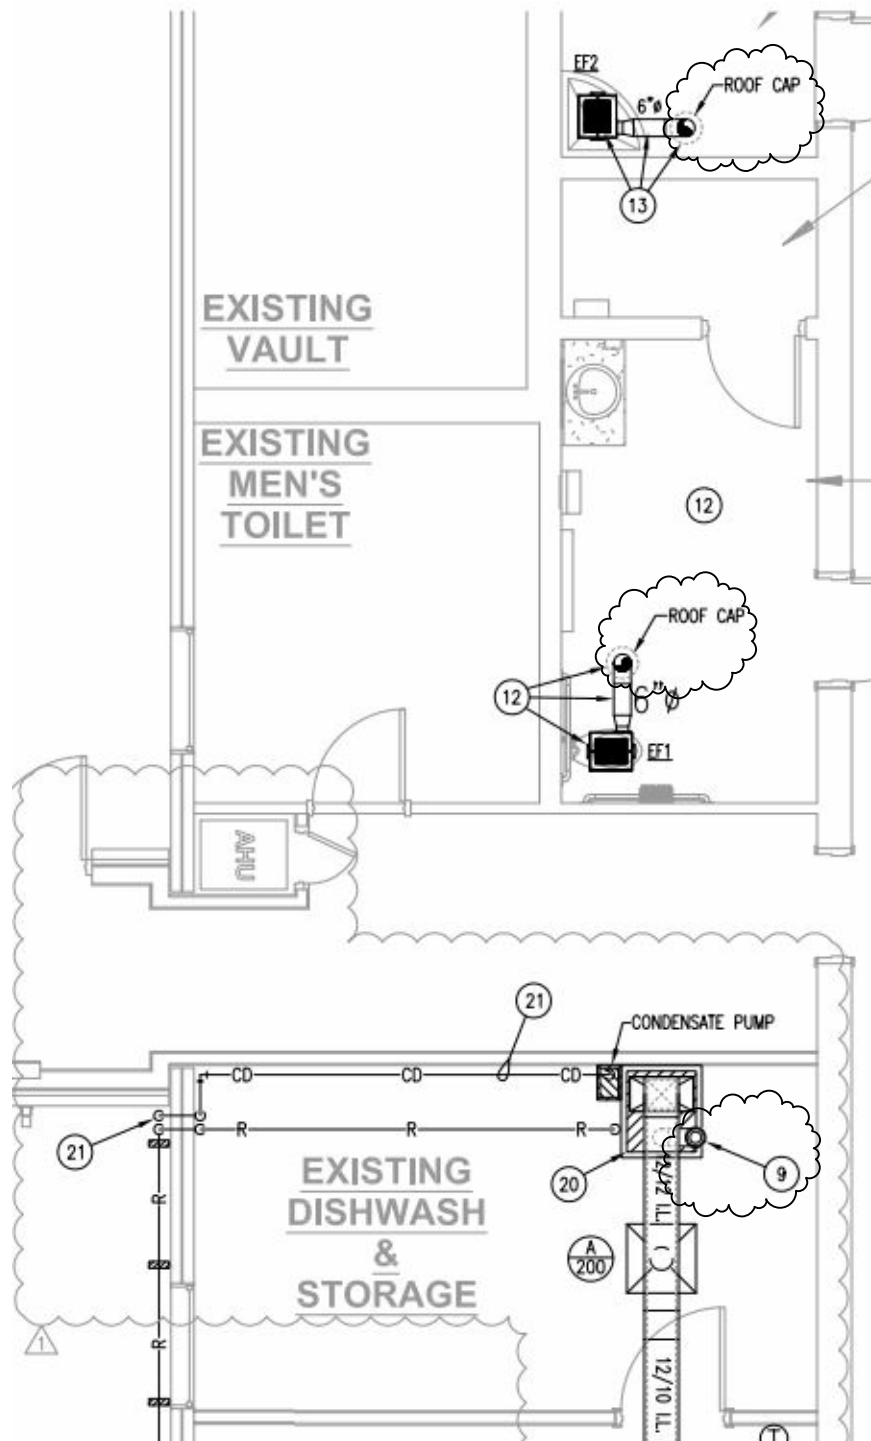 EF2
ROOF CAP
6"ø
13
EXISTING
VAULT
EXISTING
MEN'S
TOILET
12
ROOF CAP
12
6"ø
EF1
AHU
21
CONDENSATE PUMP
CD CD CD
21
R R R
9
20
EXISTING
DISHWASH
&
STORAGE
R
A
200
1
R
12/10 I.L.
T